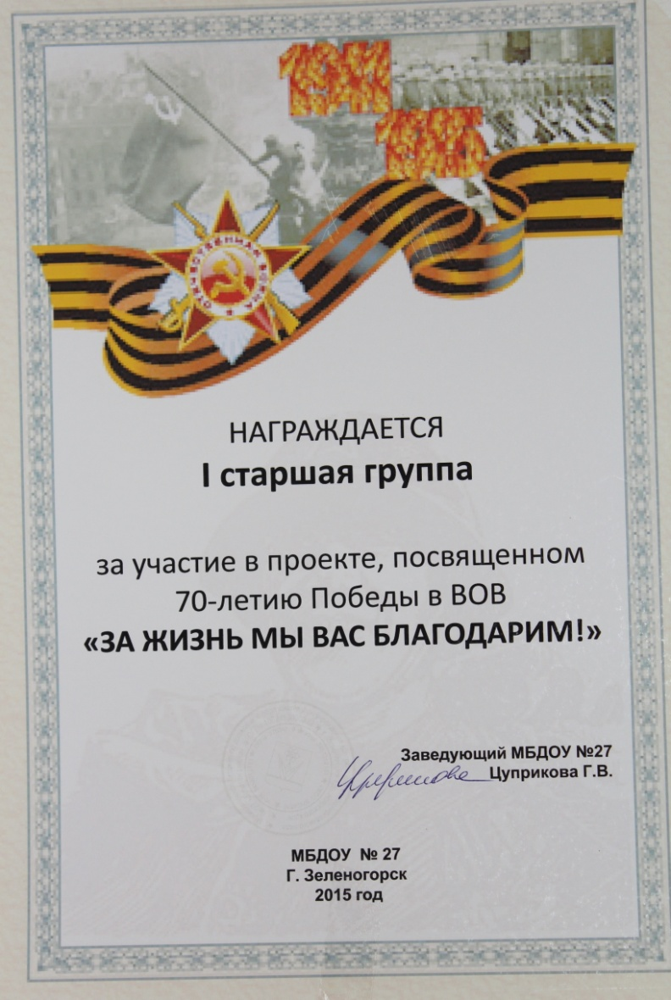 1941
1945
ОТЕЧЕСТВЕННАЯ ВОЙНА
НАГРАЖДАЕТСЯ
I старшая группа
за участие в проекте, посвященном
70-летию Победы в ВОВ
«ЗА ЖИЗНЬ МЫ ВАС БЛАГОДАРИМ!»
Заведующий МБДОУ №27
Цуприкова Г.В.
МБДОУ № 27
Г. Зеленогорск
2015 год